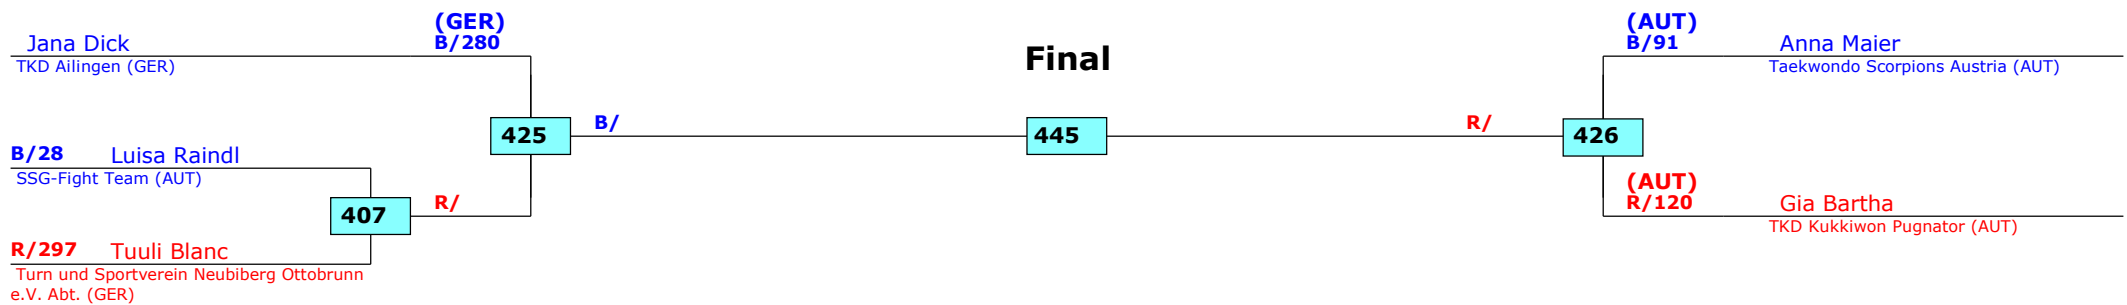 (GER)
Jana Dick
B/280
TKD Ailingen (GER)
B/28 Luisa Raindl
SSG-Fight Team (AUT)
407
R/297 Tuuli Blanc
Turn und Sportverein Neubiberg Ottobrunn
e.V. Abt. (GER)
R/
425
B/
Final
445
R/
426
(AUT)
B/91 Anna Maier
Taekwondo Scorpions Austria (AUT)
(AUT)
R/120 Gia Bartha
TKD Kukkiwon Pugnator (AUT)